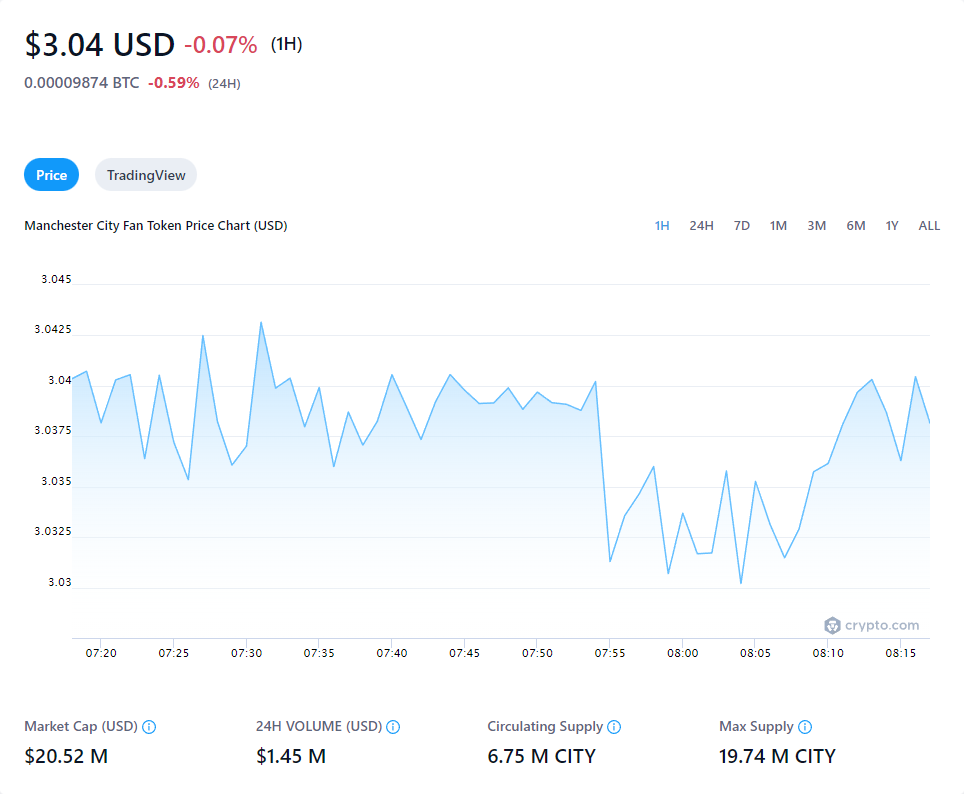 $3.04 USD -0.07% (1H)
0.00009874 BTC -0.59% (24H)
Price TradingView
Manchester City Fan Token Price Chart (USD) 1H 24H 7D 1M 3M 6M 1Y ALL
3.045
3.0425
3.04
3.0375
3.035
3.0325
3.03
crypto.com
07:20 07:25 07:30 07:35 07:40 07:45 07:50 07:55 08:00 08:05 08:10 08:15
Market Cap (USD) 24H VOLUME (USD) Circulating Supply Max Supply
$20.52 M $1.45 M 6.75 M CITY 19.74 M CITY